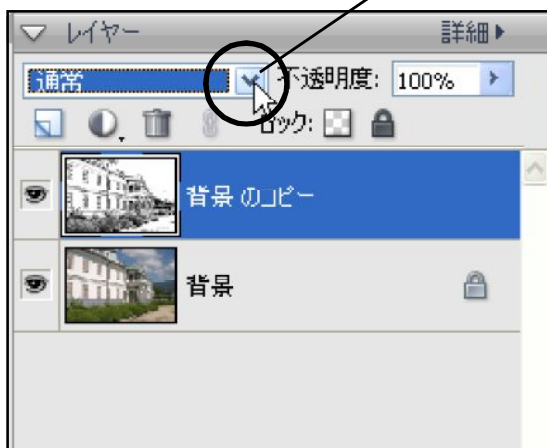 レイヤー 詳細
通常 不透明度: 100%
ロック:
背景 のコピー
背景